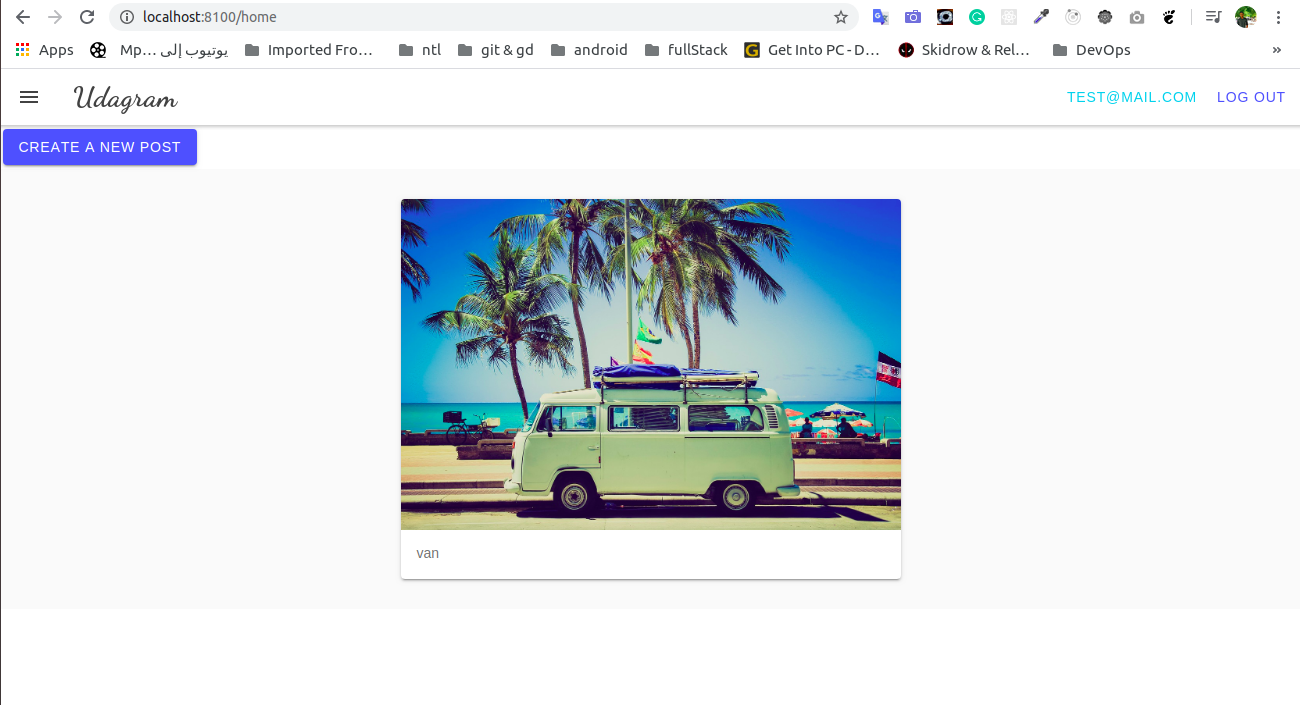 localhost:8100/home
Apps
Mp… يوتيوب إلى
Imported Fro…
ntl
git & gd
android
fullStack
Get Into PC - D…
Skidrow & Rel…
DevOps
»
Udagram
TEST@MAIL.COM
LOG OUT
CREATE A NEW POST
van